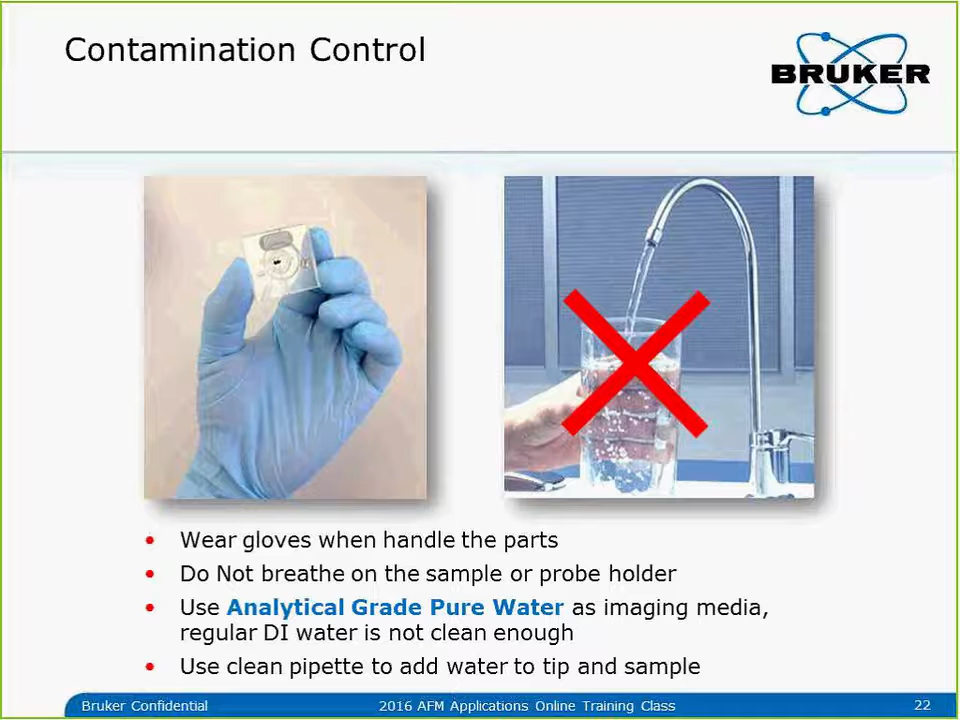 Contamination Control
BRUKER
Wear gloves when handle the parts
Do Not breathe on the sample or probe holder
Use Analytical Grade Pure Water as imaging media,
regular DI water is not clean enough
Use clean pipette to add water to tip and sample
Bruker Confidential
2016 AFM Applications Online Training Class
22